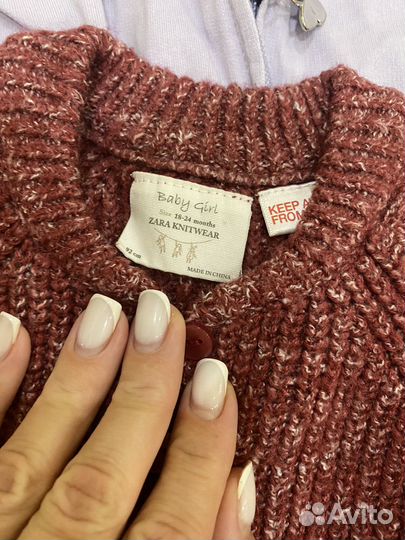 Baby Girl
Size 18-24 months
ZARA KNITWEAR
92 cm
MADE IN CHINA
KEEP A
FROM
Avito